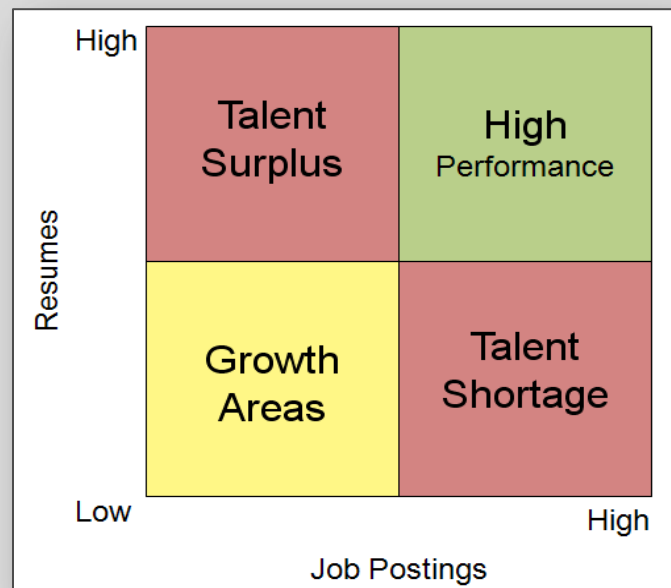 High
Talent
Surplus
High
Performance
Resumes
Growth
Areas
Talent
Shortage
Low
High
Job Postings